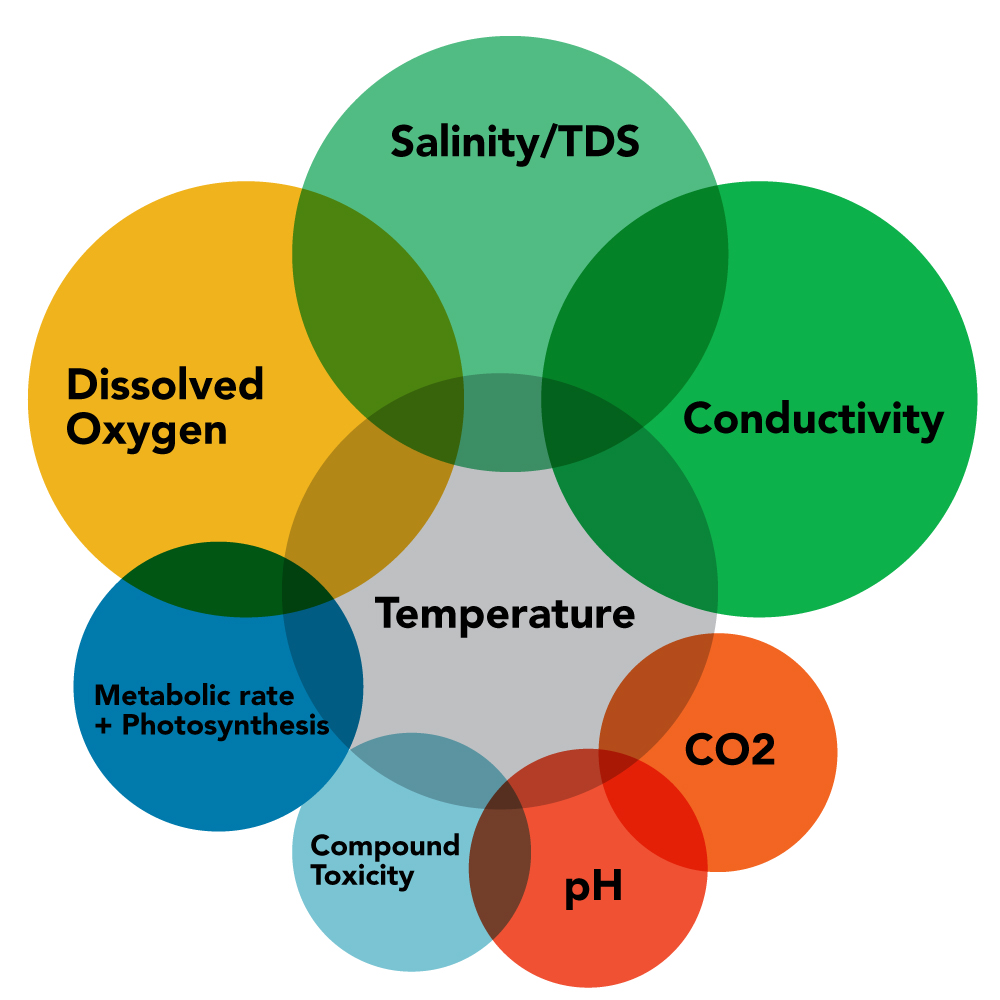 Salinity/TDS
Dissolved
Oxygen
Conductivity
Temperature
Metabolic rate
+ Photosynthesis
CO2
Compound
Toxicity
pH